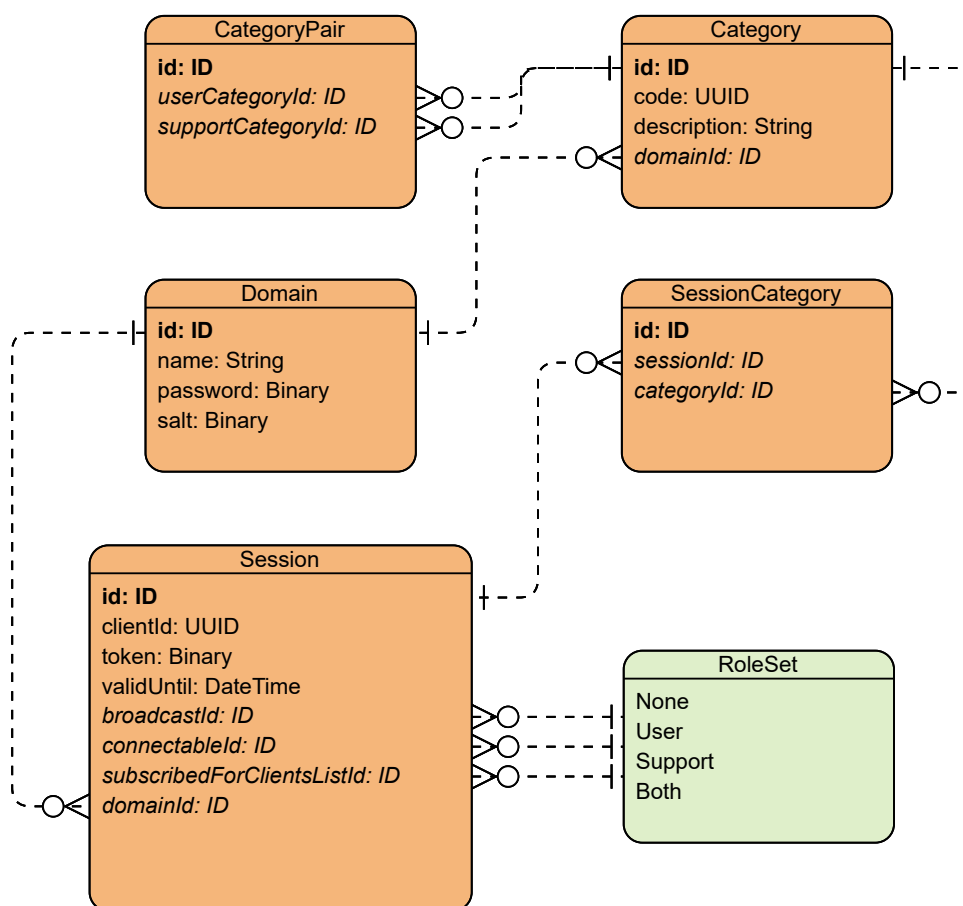 CategoryPair
id: ID
userCategoryId: ID
supportCategoryId: ID
Category
id: ID
code: UUID
description: String
domainId: ID
Domain
id: ID
name: String
password: Binary
salt: Binary
SessionCategory
id: ID
sessionId: ID
categoryId: ID
Session
id: ID
clientId: UUID
token: Binary
validUntil: DateTime
broadcastId: ID
connectableId: ID
subscribedForClientsListId: ID
domainId: ID
RoleSet
None
User
Support
Both